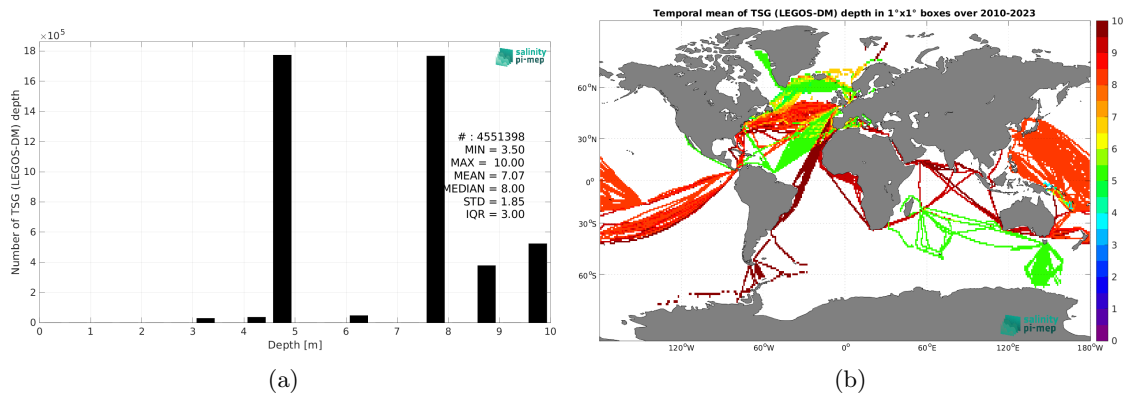 ×10⁵
18
16
14
12
10
8
6
4
2
0
Number of TSG (LEGOS-DM) depth
salinity
pi-mep
# : 4551398
MIN = 3.50
MAX = 10.00
MEAN = 7.07
MEDIAN = 8.00
STD = 1.85
IQR = 3.00
0 1 2 3 4 5 6 7 8 9 10
Depth [m]
(a)
Temporal mean of TSG (LEGOS-DM) depth in 1°x1° boxes over 2010-2023
60°N
30°N
0°
30°S
60°S
120°W 60°W 0° 60°E 120°E 180°W
salinity
pi-mep
10
9
8
7
6
5
4
3
2
1
0
(b)